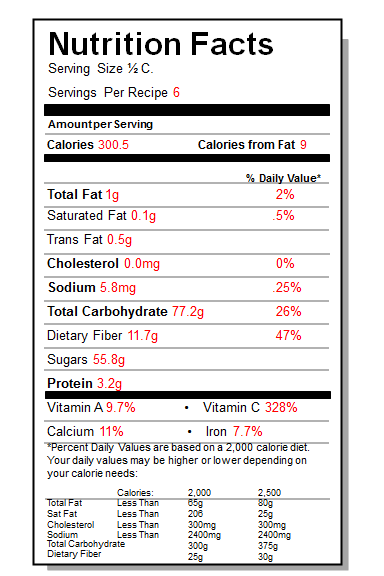 Nutrition Facts
Serving Size ½ C.
Servings Per Recipe 6
Amount per Serving
Calories 300.5 Calories from Fat 9
% Daily Value*
Total Fat 1g 2%
Saturated Fat 0.1g .5%
Trans Fat 0.5g
Cholesterol 0.0mg 0%
Sodium 5.8mg .25%
Total Carbohydrate 77.2g 26%
Dietary Fiber 11.7g 47%
Sugars 55.8g
Protein 3.2g
Vitamin A 9.7% • Vitamin C 328%
Calcium 11% • Iron 7.7%
*Percent Daily Values are based on a 2,000 calorie diet.
Your daily values may be higher or lower depending on
your calorie needs:
Calories: 2,000 2,500
Total Fat Less Than 65g 80g
Sat Fat Less Than 206 25g
Cholesterol Less Than 300mg 300mg
Sodium Less Than 2400mg 2400mg
Total Carbohydrate 300g 375g
Dietary Fiber 25g 30g